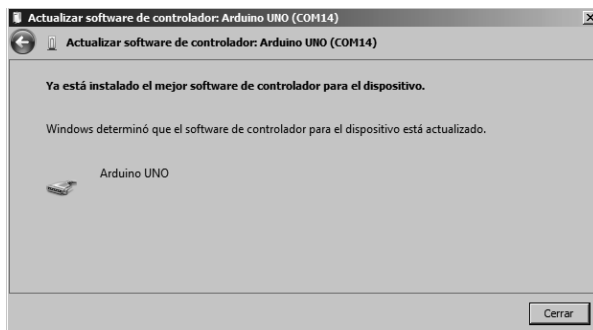 Actualizar software de controlador: Arduino UNO (COM14)
Actualizar software de controlador: Arduino UNO (COM14)
Ya está instalado el mejor software de controlador para el dispositivo.
Windows determinó que el software de controlador para el dispositivo está actualizado.
Arduino UNO
Cerrar